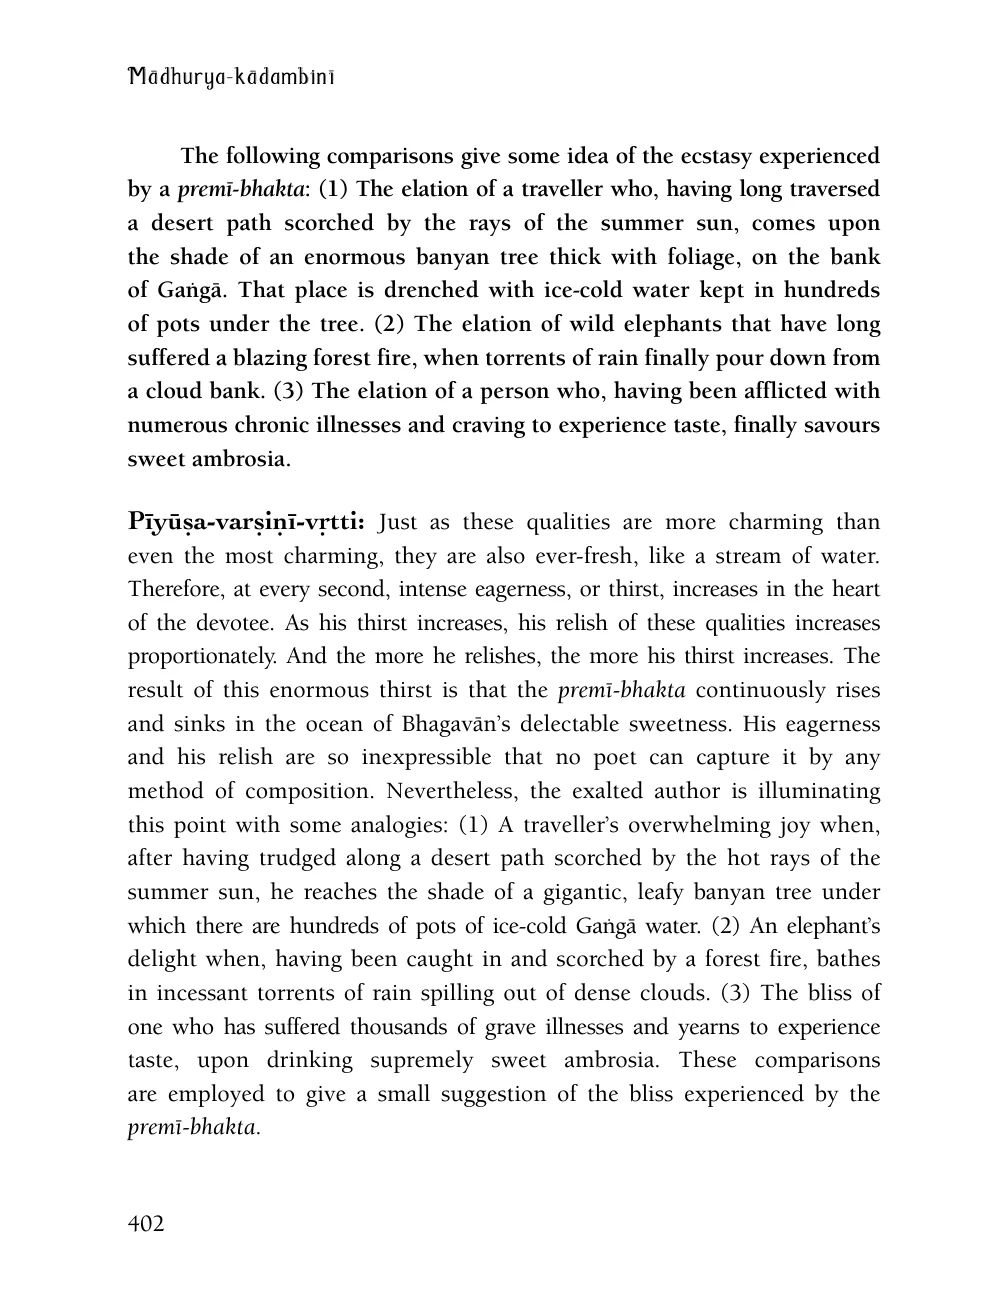 Mādhurya-kādambinī
The following comparisons give some idea of the ecstasy experienced
by a premī-bhakta: (1) The elation of a traveller who, having long traversed
a desert path scorched by the rays of the summer sun, comes upon
the shade of an enormous banyan tree thick with foliage, on the bank
of Gaṅgā. That place is drenched with ice-cold water kept in hundreds
of pots under the tree. (2) The elation of wild elephants that have long
suffered a blazing forest fire, when torrents of rain finally pour down from
a cloud bank. (3) The elation of a person who, having been afflicted with
numerous chronic illnesses and craving to experience taste, finally savours
sweet ambrosia.
Pīyūṣa-varṣiṇī-vṛtti: Just as these qualities are more charming than
even the most charming, they are also ever-fresh, like a stream of water.
Therefore, at every second, intense eagerness, or thirst, increases in the heart
of the devotee. As his thirst increases, his relish of these qualities increases
proportionately. And the more he relishes, the more his thirst increases. The
result of this enormous thirst is that the premī-bhakta continuously rises
and sinks in the ocean of Bhagavān’s delectable sweetness. His eagerness
and his relish are so inexpressible that no poet can capture it by any
method of composition. Nevertheless, the exalted author is illuminating
this point with some analogies: (1) A traveller’s overwhelming joy when,
after having trudged along a desert path scorched by the hot rays of the
summer sun, he reaches the shade of a gigantic, leafy banyan tree under
which there are hundreds of pots of ice-cold Gaṅgā water. (2) An elephant’s
delight when, having been caught in and scorched by a forest fire, bathes
in incessant torrents of rain spilling out of dense clouds. (3) The bliss of
one who has suffered thousands of grave illnesses and yearns to experience
taste, upon drinking supremely sweet ambrosia. These comparisons
are employed to give a small suggestion of the bliss experienced by the
premī-bhakta.
402